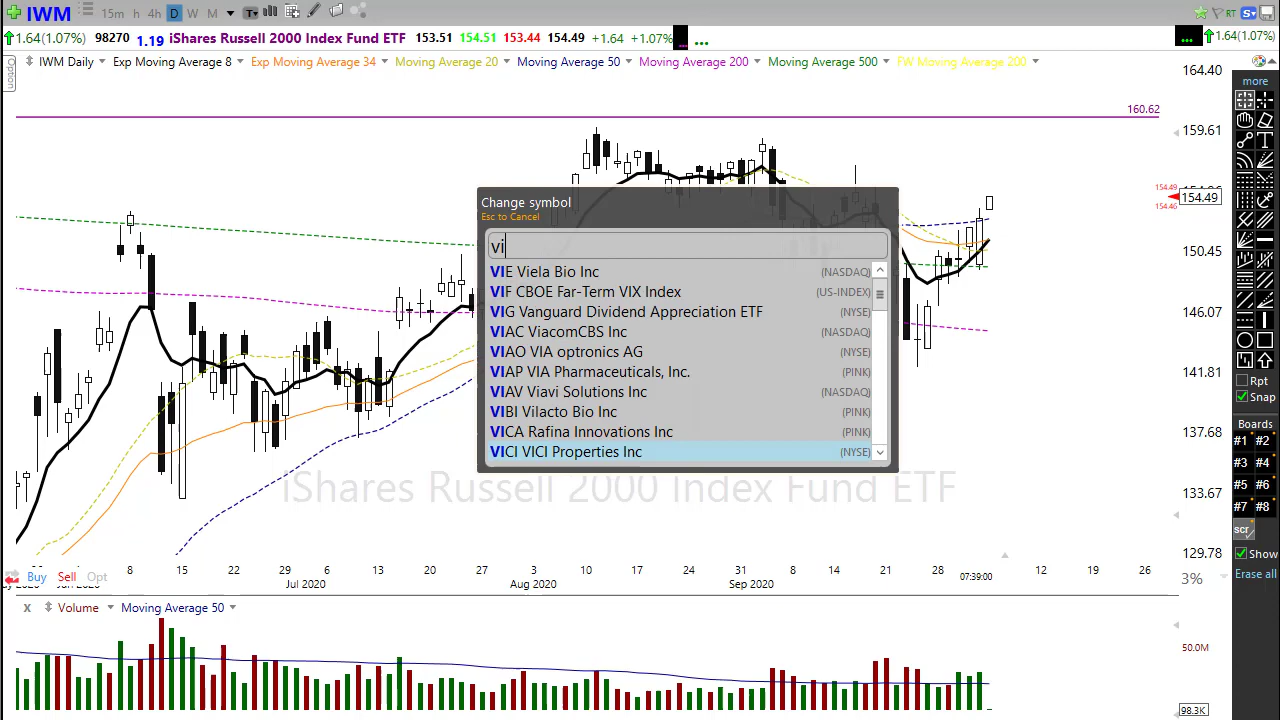 IWM 15m h 4h D W M T RT S
1.64(1.07%) 98270 1.19 iShares Russell 2000 Index Fund ETF 153.51 154.51 153.44 154.49 +1.64 +1.07% ... ... ... 1.64(1.07%)
Option
IWM Daily Exp Moving Average 8 Exp Moving Average 34 Moving Average 20 Moving Average 50 Moving Average 200 Moving Average 500 FW Moving Average 200
164.40
more
160.62
159.61
154.49
154.49
154.46
150.45
146.07
141.81
137.68
133.67
129.78
Change symbol
Esc to Cancel
vi
VIE Viela Bio Inc (NASDAQ)
VIF CBOE Far-Term VIX Index (US-INDEX)
VIG Vanguard Dividend Appreciation ETF (NYSE)
VIAC ViacomCBS Inc (NASDAQ)
VIAO VIA optronics AG (NYSE)
VIAP VIA Pharmaceuticals, Inc. (PINK)
VIAV Viavi Solutions Inc (NASDAQ)
VIBI Vilacto Bio Inc (PINK)
VICA Rafina Innovations Inc (PINK)
VICI VICI Properties Inc (NYSE)
iShares Russell 2000 Index Fund ETF
Rpt
Snap
Boards
#1 #2
#3 #4
#5 #6
#7 #8
scr
Show
Erase all
8 15 22 29 6 13 20 27 10 17 24 31 8 14 21 28 12 19 26
Buy Sell Opt
Jul 2020 Aug 2020 Sep 2020 07:39:00 3%
X Volume Moving Average 50
50.0M
98.3K